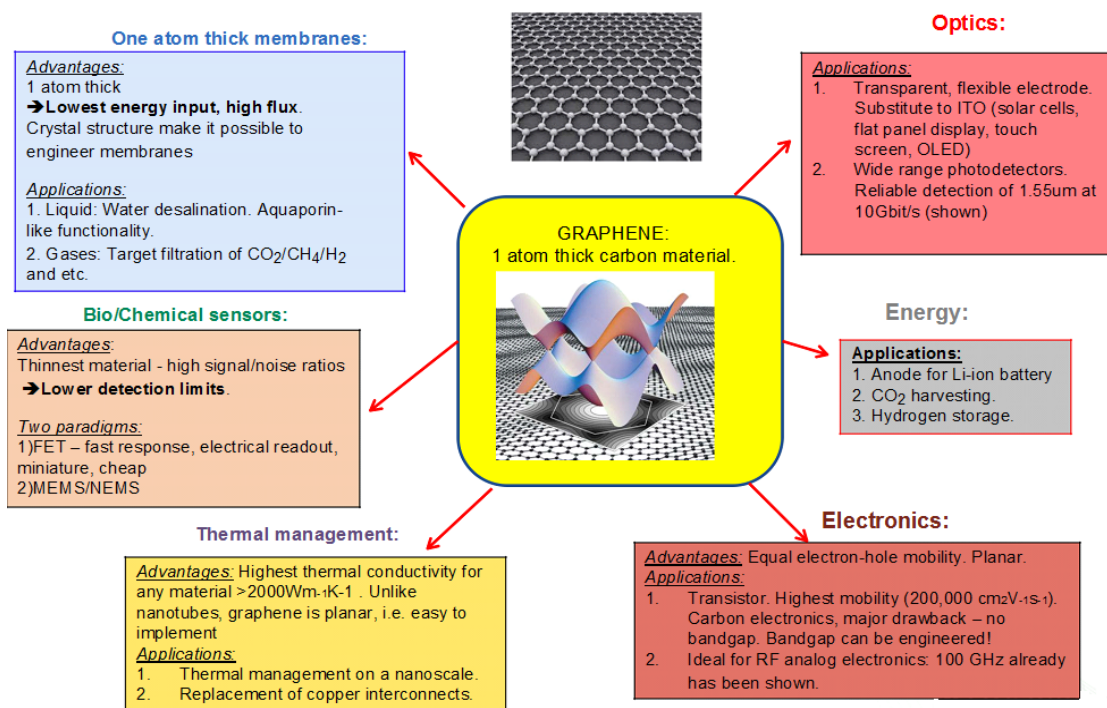 One atom thick membranes:
Advantages:
1 atom thick
➔Lowest energy input, high flux.
Crystal structure make it possible to
engineer membranes
Applications:
1. Liquid: Water desalination. Aquaporin-
like functionality.
2. Gases: Target filtration of CO2/CH4/H2
and etc.
Optics:
Applications:
1. Transparent, flexible electrode.
Substitute to ITO (solar cells,
flat panel display, touch
screen, OLED)
2. Wide range photodetectors.
Reliable detection of 1.55um at
10Gbit/s (shown)
GRAPHENE:
1 atom thick carbon material.
Bio/Chemical sensors:
Advantages:
Thinnest material - high signal/noise ratios
➔Lower detection limits.
Two paradigms:
1)FET – fast response, electrical readout,
miniature, cheap
2)MEMS/NEMS
Energy:
Applications:
1. Anode for Li-ion battery
2. CO2 harvesting.
3. Hydrogen storage.
Thermal management:
Advantages: Highest thermal conductivity for
any material >2000Wm-1K-1 . Unlike
nanotubes, graphene is planar, i.e. easy to
implement
Applications:
1. Thermal management on a nanoscale.
2. Replacement of copper interconnects.
Electronics:
Advantages: Equal electron-hole mobility. Planar.
Applications:
1. Transistor. Highest mobility (200,000 cm2V-1s-1).
Carbon electronics, major drawback – no
bandgap. Bandgap can be engineered!
2. Ideal for RF analog electronics: 100 GHz already
has been shown.